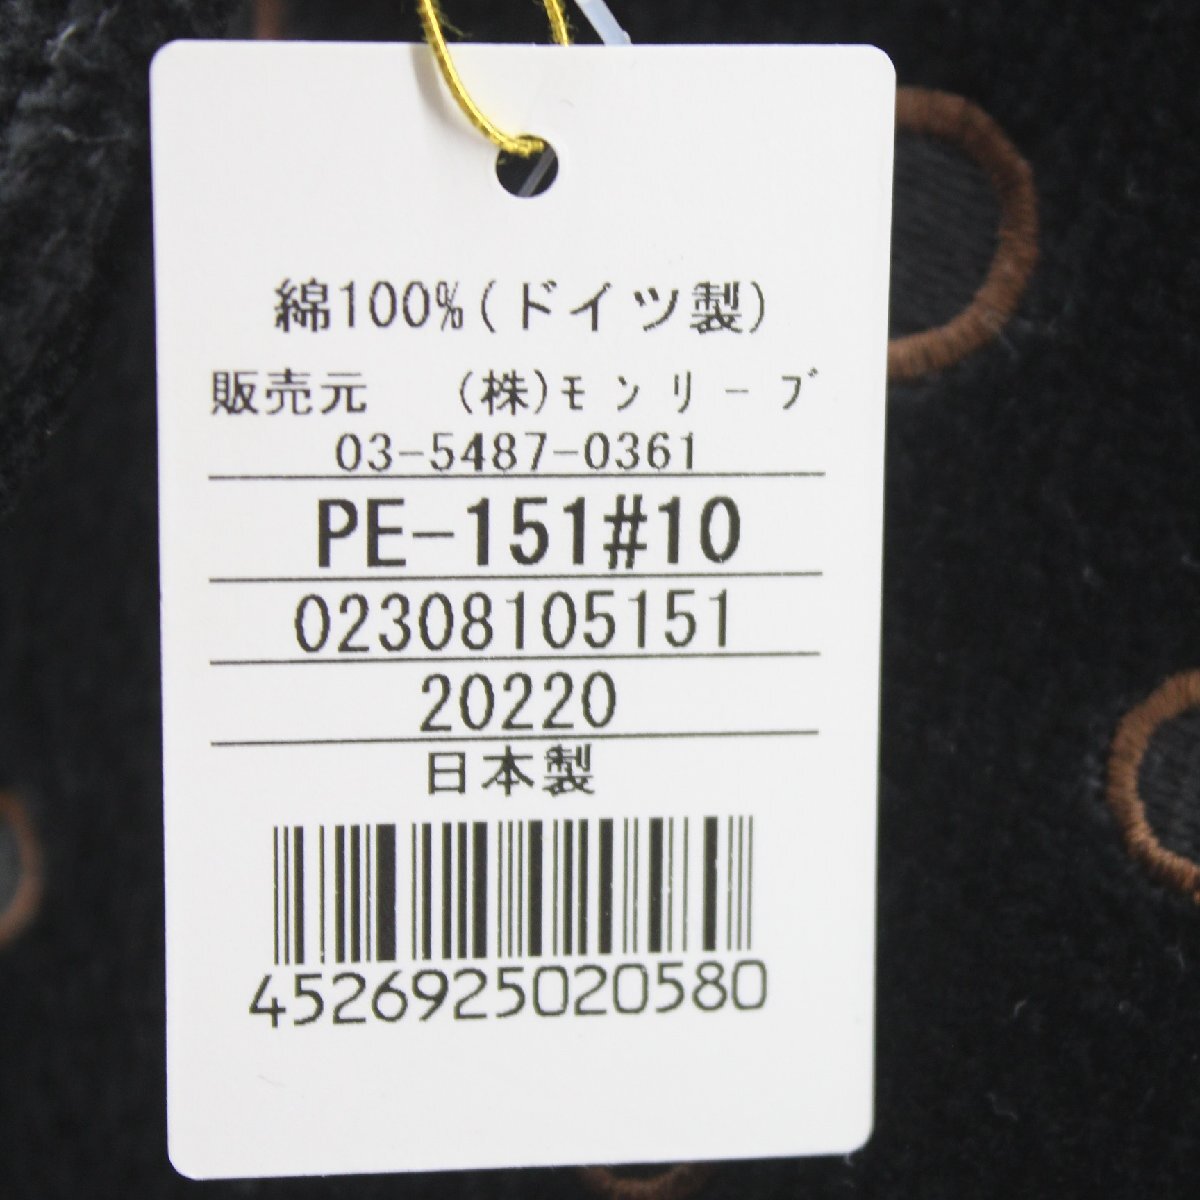 綿100%(ドイツ製)
販売元　(株)ﾓﾝﾘｰﾌﾞ
03-5487-0361
PE-151#10
02308105151
20220
日本製
4526925020580